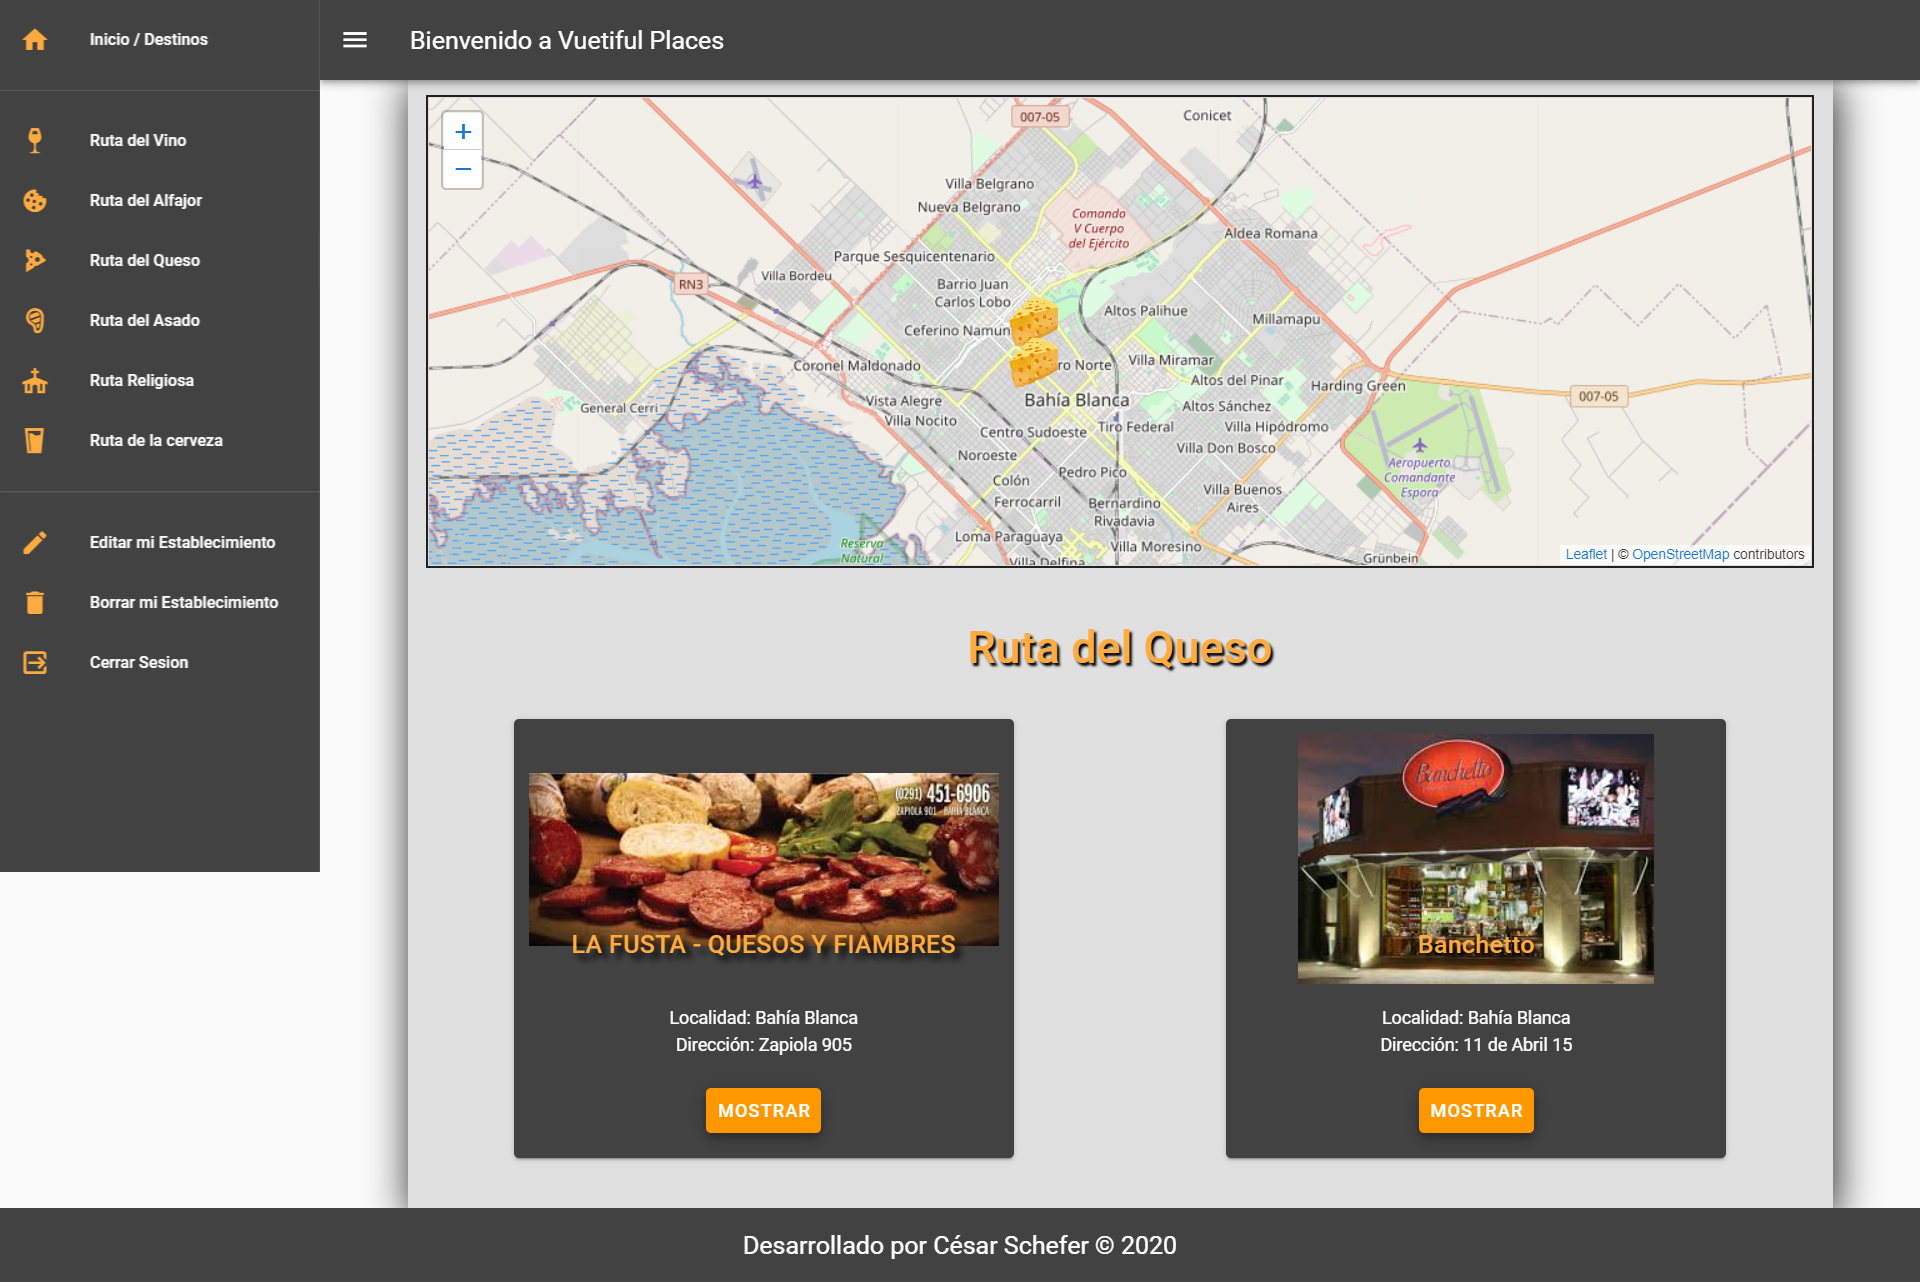 Inicio / Destinos
Ruta del Vino
Ruta del Alfajor
Ruta del Queso
Ruta del Asado
Ruta Religiosa
Ruta de la cerveza
Editar mi Establecimiento
Borrar mi Establecimiento
Cerrar Sesion
Bienvenido a Vuetiful Places
+
−
007-05
Conicet
Villa Belgrano
Nueva Belgrano
Comando
V Cuerpo
del Ejército
Aldea Romana
Parque Sesquicentenario
Villa Bordeu
RN3
Barrio Juan
Carlos Lobo
Altos Palihue
Millamapu
Ceferino Namun
Coronel Maldonado
ro Norte
Villa Miramar
Altos del Pinar
Harding Green
007-05
General Cerri
Vista Alegre
Bahía Blanca
Altos Sánchez
Villa Nocito
Centro Sudoeste
Tiro Federal
Villa Hipódromo
Villa Don Bosco
Noroeste
Pedro Pico
Aeropuerto
Comandante
Espora
Colón
Villa Buenos
Aires
Ferrocarril
Bernardino
Rivadavia
Loma Paraguaya
Villa Moresino
Reserva
Natural
Villa Delfina
Grünbein
Leaflet | © OpenStreetMap contributors
Ruta del Queso
(0291) 451-6906
ZAPIOLA 901 - BAHIA BLANCA
LA FUSTA - QUESOS Y FIAMBRES
Localidad: Bahía Blanca
Dirección: Zapiola 905
MOSTRAR
Banchetto
Banchetto
Localidad: Bahía Blanca
Dirección: 11 de Abril 15
MOSTRAR
Desarrollado por César Schefer © 2020